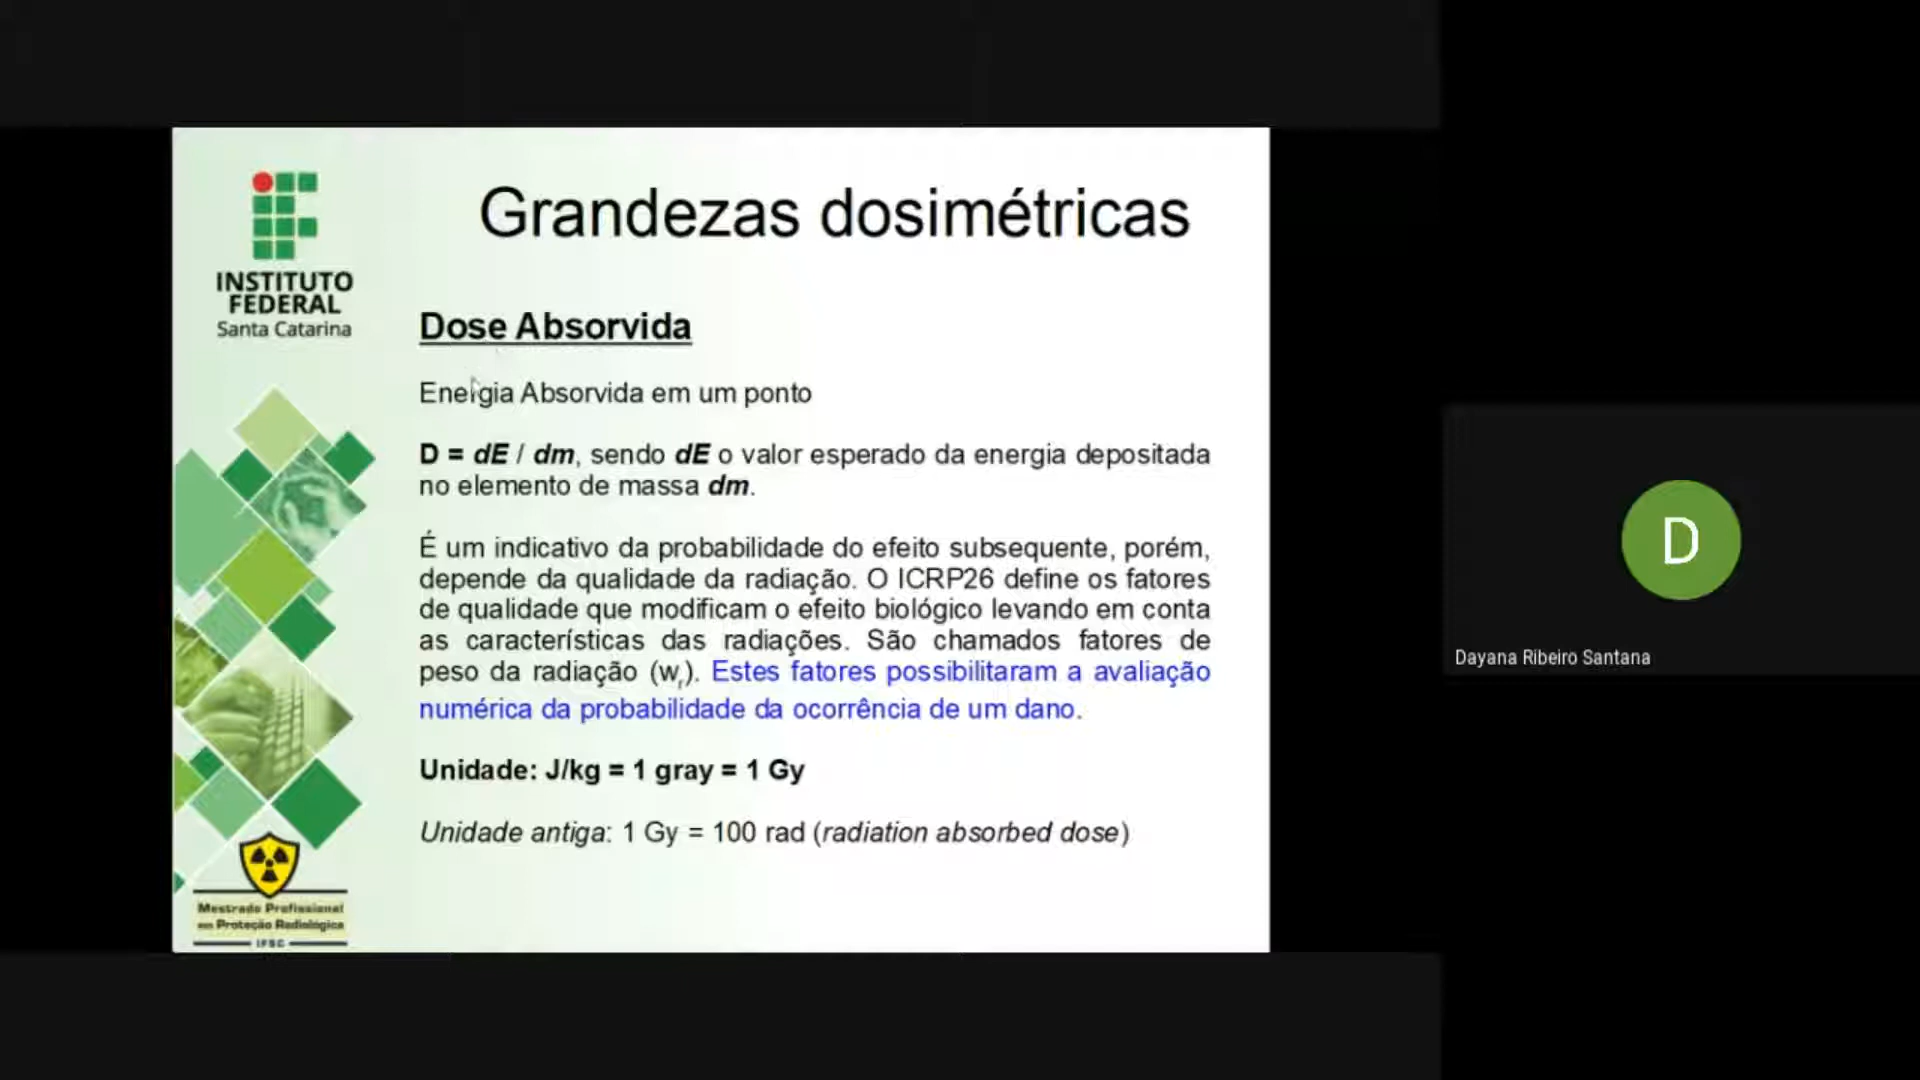 INSTITUTO
FEDERAL
Santa Catarina
Grandezas dosimétricas
Dose Absorvida
Energia Absorvida em um ponto
D = dE / dm, sendo dE o valor esperado da energia depositada
no elemento de massa dm.
É um indicativo da probabilidade do efeito subsequente, porém,
depende da qualidade da radiação. O ICRP26 define os fatores
de qualidade que modificam o efeito biológico levando em conta
as características das radiações. São chamados fatores de
peso da radiação (wr). Estes fatores possibilitaram a avaliação
numérica da probabilidade da ocorrência de um dano.
Unidade: J/kg = 1 gray = 1 Gy
Unidade antiga: 1 Gy = 100 rad (radiation absorbed dose)
Mestrado Profissional
em Proteção Radiológica
IFSC
D
Dayana Ribeiro Santana